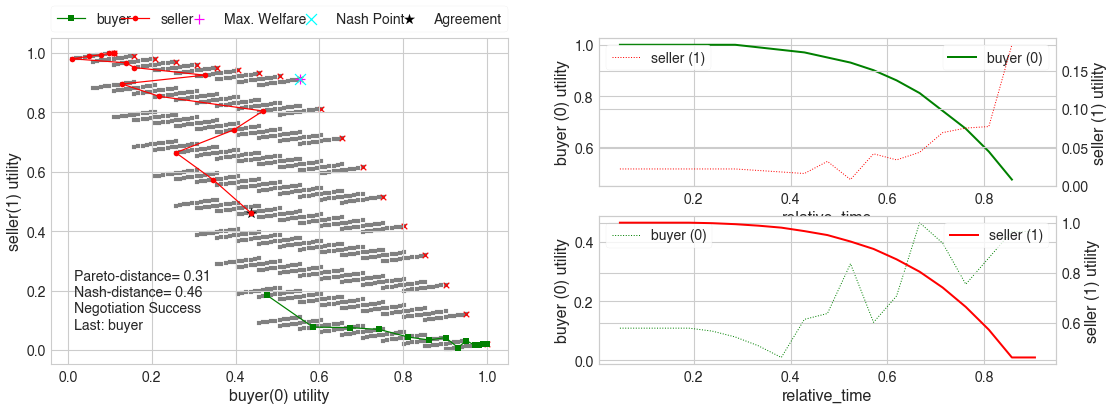 buyer seller Max. Welfare Nash Point Agreement
1.0
0.8
0.6
0.4
0.2
0.0
seller(1) utility
Pareto-distance= 0.31
Nash-distance= 0.46
Negotiation Success
Last: buyer
0.0 0.2 0.4 0.6 0.8 1.0
buyer(0) utility
seller (1) buyer (0)
0.8
0.6
buyer (0) utility
0.15
0.10
0.05
0.00
seller (1) utility
0.2 0.4 0.6 0.8
relative_time
buyer (0) seller (1)
0.4
0.2
0.0
buyer (0) utility
1.0
0.8
0.6
seller (1) utility
0.2 0.4 0.6 0.8
relative_time